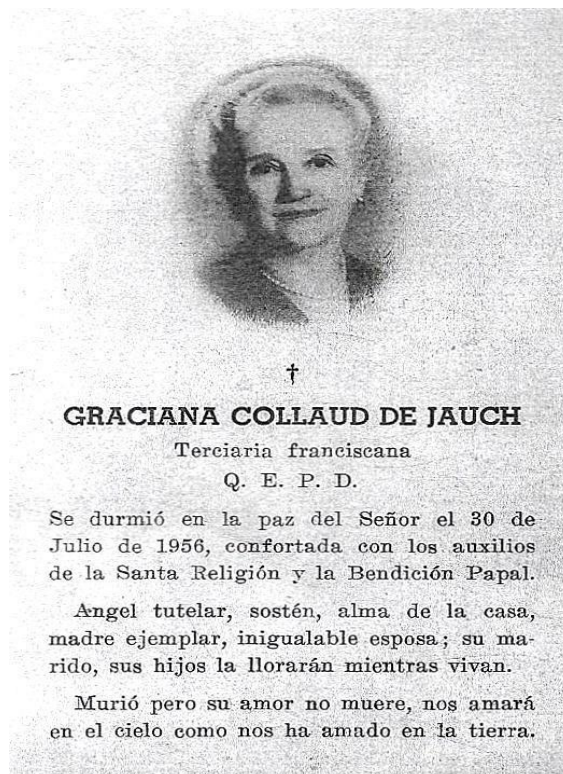 †
GRACIANA COLLAUD DE JAUCH
Terciaria franciscana
Q. E. P. D.
Se durmió en la paz del Señor el 30 de
Julio de 1956, confortada con los auxilios
de la Santa Religión y la Bendición Papal.
Angel tutelar, sostén, alma de la casa,
madre ejemplar, inigualable esposa; su ma-
rido, sus hijos la llorarán mientras vivan.
Murió pero su amor no muere, nos amará
en el cielo como nos ha amado en la tierra.